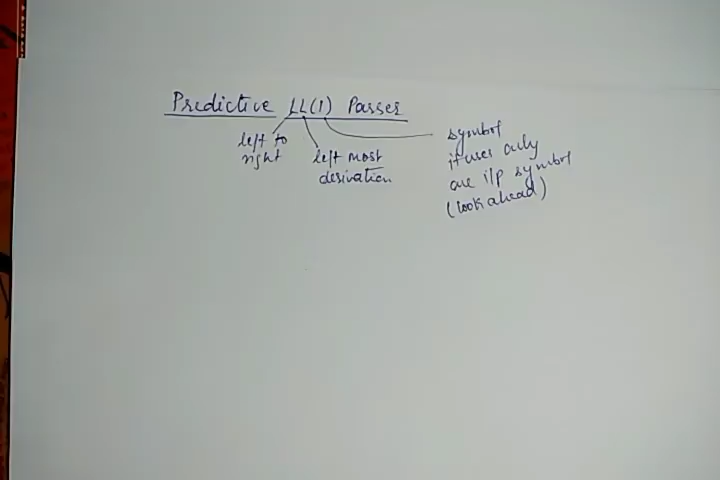 Predictive LL(1) Parser
left to
right
left most
derivation
symbol
it uses only
one i/p symbol
(look ahead)